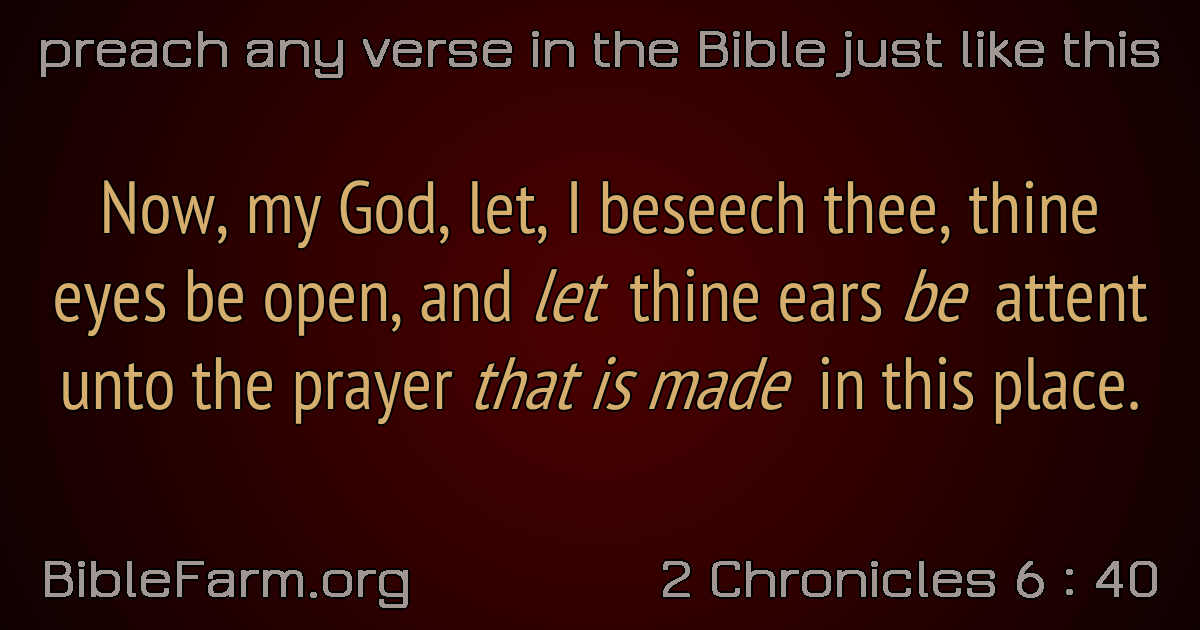 preach any verse in the Bible just like this
Now, my God, let, I beseech thee, thine
eyes be open, and let thine ears be attent
unto the prayer that is made in this place.
BibleFarm.org
2 Chronicles 6 : 40